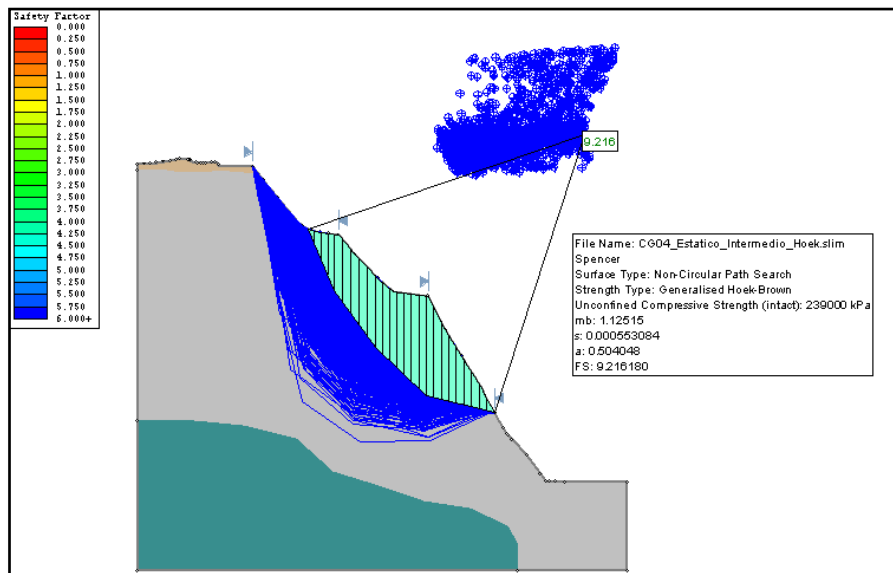 Safety Factor
0.000
0.250
0.500
0.750
1.000
1.250
1.500
1.750
2.000
2.250
2.500
2.750
3.000
3.250
3.500
3.750
4.000
4.250
4.500
4.750
5.000
5.250
5.500
5.750
6.000+
9.216
File Name: CG04_Estatico_Intermedio_Hoek.slim
Spencer
Surface Type: Non-Circular Path Search
Strength Type: Generalised Hoek-Brown
Unconfined Compressive Strength (intact): 239000 kPa
mb: 1.12515
s: 0.000553084
a: 0.504048
FS: 9.216180